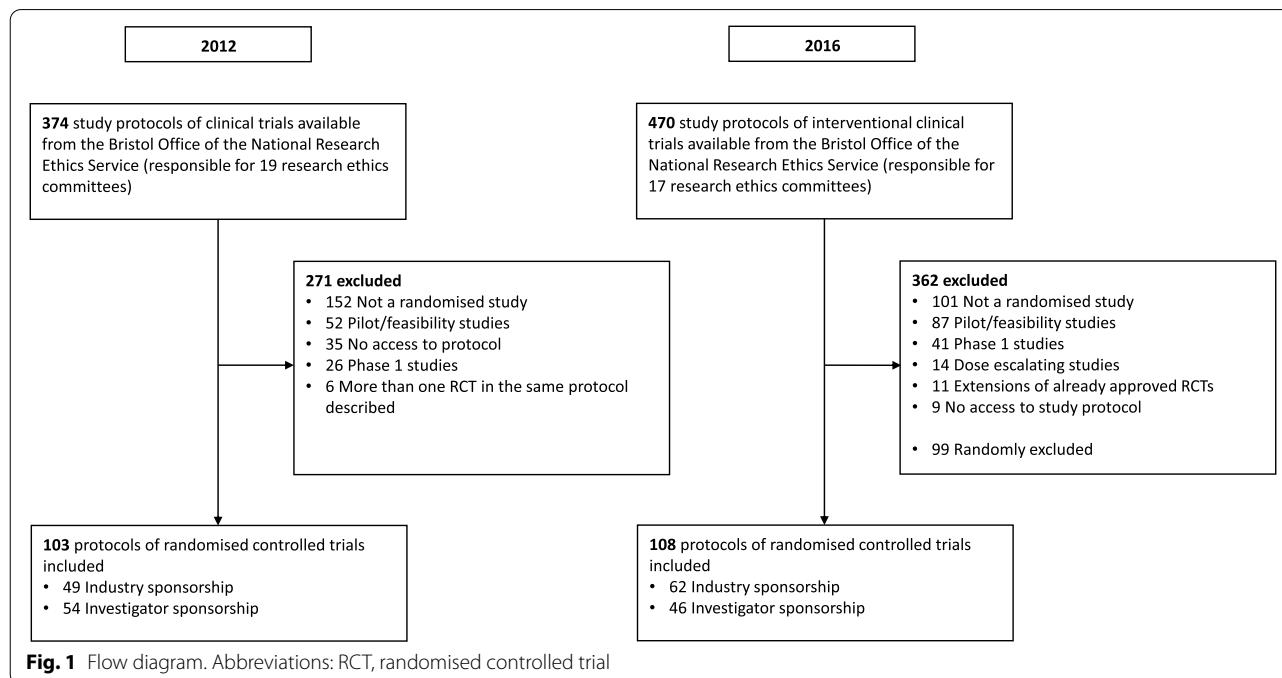 2012
374 study protocols of clinical trials available
from the Bristol Office of the National Research
Ethics Service (responsible for 19 research ethics
committees)
271 excluded
• 152 Not a randomised study
• 52 Pilot/feasibility studies
• 35 No access to protocol
• 26 Phase 1 studies
• 6 More than one RCT in the same protocol
described
103 protocols of randomised controlled trials
included
• 49 Industry sponsorship
• 54 Investigator sponsorship
2016
470 study protocols of interventional clinical
trials available from the Bristol Office of the
National Research Ethics Service (responsible for
17 research ethics committees)
362 excluded
• 101 Not a randomised study
• 87 Pilot/feasibility studies
• 41 Phase 1 studies
• 14 Dose escalating studies
• 11 Extensions of already approved RCTs
• 9 No access to study protocol
• 99 Randomly excluded
108 protocols of randomised controlled trials
included
• 62 Industry sponsorship
• 46 Investigator sponsorship
Fig. 1 Flow diagram. Abbreviations: RCT, randomised controlled trial